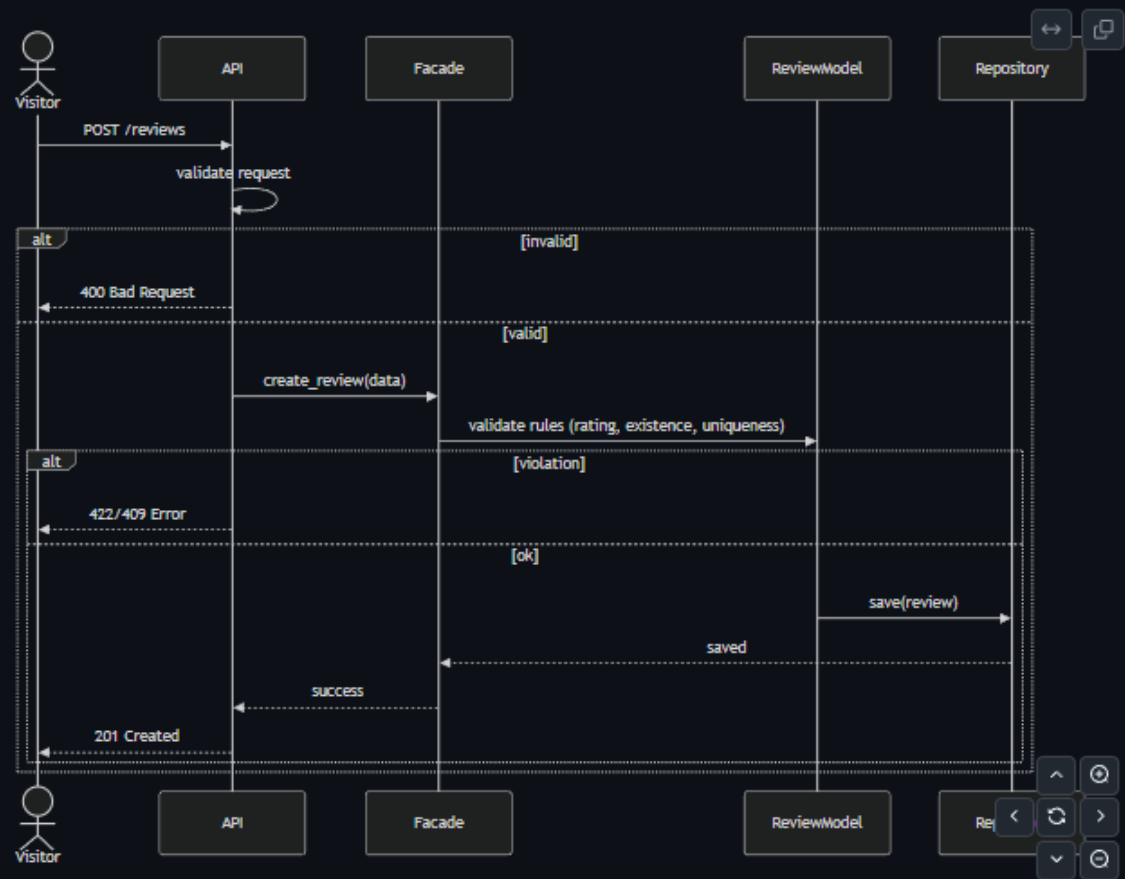 API
Facade
ReviewModel
Repository
Visitor
POST /reviews
validate request
alt
[invalid]
400 Bad Request
[valid]
create_review(data)
validate rules (rating, existence, uniqueness)
alt
[violation]
422/409 Error
[ok]
save(review)
saved
success
201 Created
API
Facade
ReviewModel
Visitor